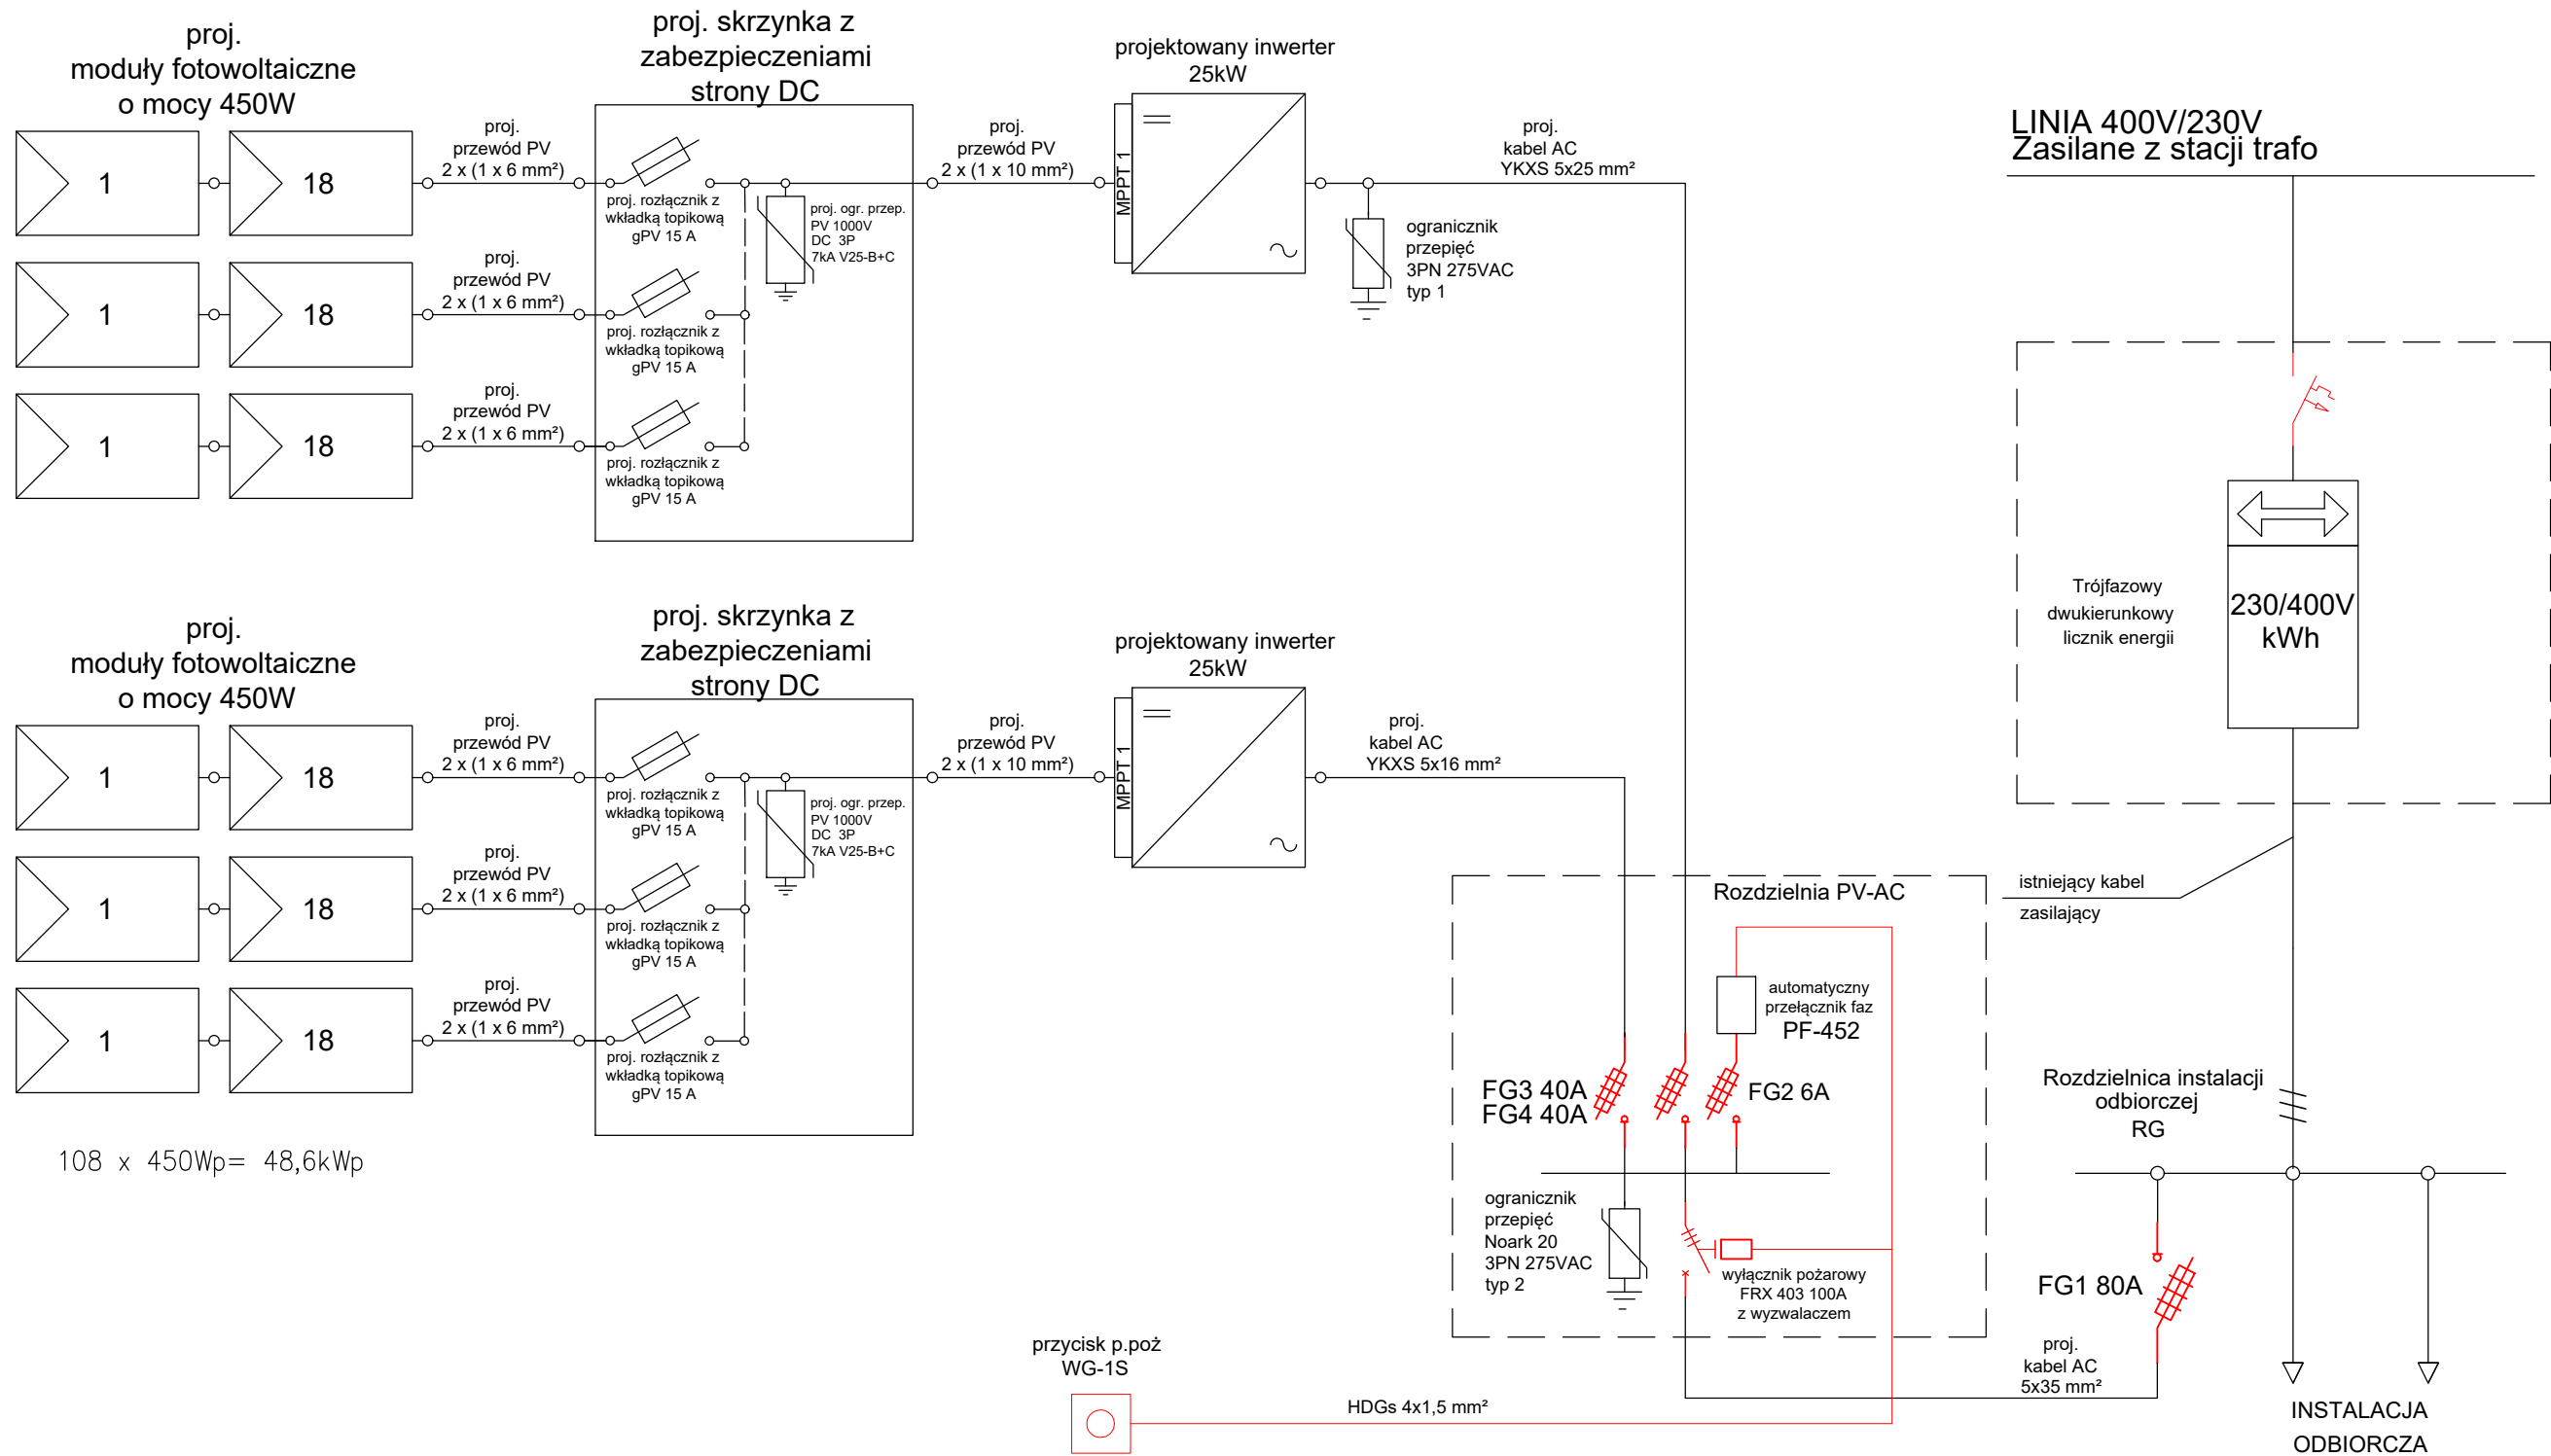 proj.
moduły fotowoltaiczne
o mocy 450W
1
18
1
18
1
18
proj.
przewód PV
2 x (1 x 6 mm²)
proj.
przewód PV
2 x (1 x 6 mm²)
proj.
przewód PV
2 x (1 x 6 mm²)
proj. skrzynka z
zabezpieczeniami
strony DC
proj. rozłącznik z
wkładką topikową
gPV 15 A
proj. rozłącznik z
wkładką topikową
gPV 15 A
proj. rozłącznik z
wkładką topikową
gPV 15 A
proj. ogr. przep.
PV 1000V
DC 3P
7kA V25-B+C
proj.
przewód PV
2 x (1 x 10 mm²)
projektowany inwerter
25kW
MPPT 1
proj.
kabel AC
YKXS 5x25 mm²
ogranicznik
przepięć
3PN 275VAC
typ 1
LINIA 400V/230V
Zasilane z stacji trafo
Trójfazowy
dwukierunkowy
licznik energii
230/400V
kWh
proj.
moduły fotowoltaiczne
o mocy 450W
1
18
1
18
1
18
proj.
przewód PV
2 x (1 x 6 mm²)
proj.
przewód PV
2 x (1 x 6 mm²)
proj.
przewód PV
2 x (1 x 6 mm²)
proj. skrzynka z
zabezpieczeniami
strony DC
proj. rozłącznik z
wkładką topikową
gPV 15 A
proj. rozłącznik z
wkładką topikową
gPV 15 A
proj. rozłącznik z
wkładką topikową
gPV 15 A
proj. ogr. przep.
PV 1000V
DC 3P
7kA V25-B+C
proj.
przewód PV
2 x (1 x 10 mm²)
projektowany inwerter
25kW
MPPT 1
proj.
kabel AC
YKXS 5x16 mm²
108 x 450Wp= 48,6kWp
Rozdzielnia PV-AC
automatyczny
przełącznik faz
PF-452
FG3 40A
FG4 40A
FG2 6A
ogranicznik
przepięć
Noark 20
3PN 275VAC
typ 2
wyłącznik pożarowy
FRX 403 100A
z wyzwalaczem
istniejący kabel
zasilający
Rozdzielnica instalacji
odbiorczej
RG
FG1 80A
proj.
kabel AC
5x35 mm²
przycisk p.poż
WG-1S
HDGs 4x1,5 mm²
INSTALACJA
ODBIORCZA